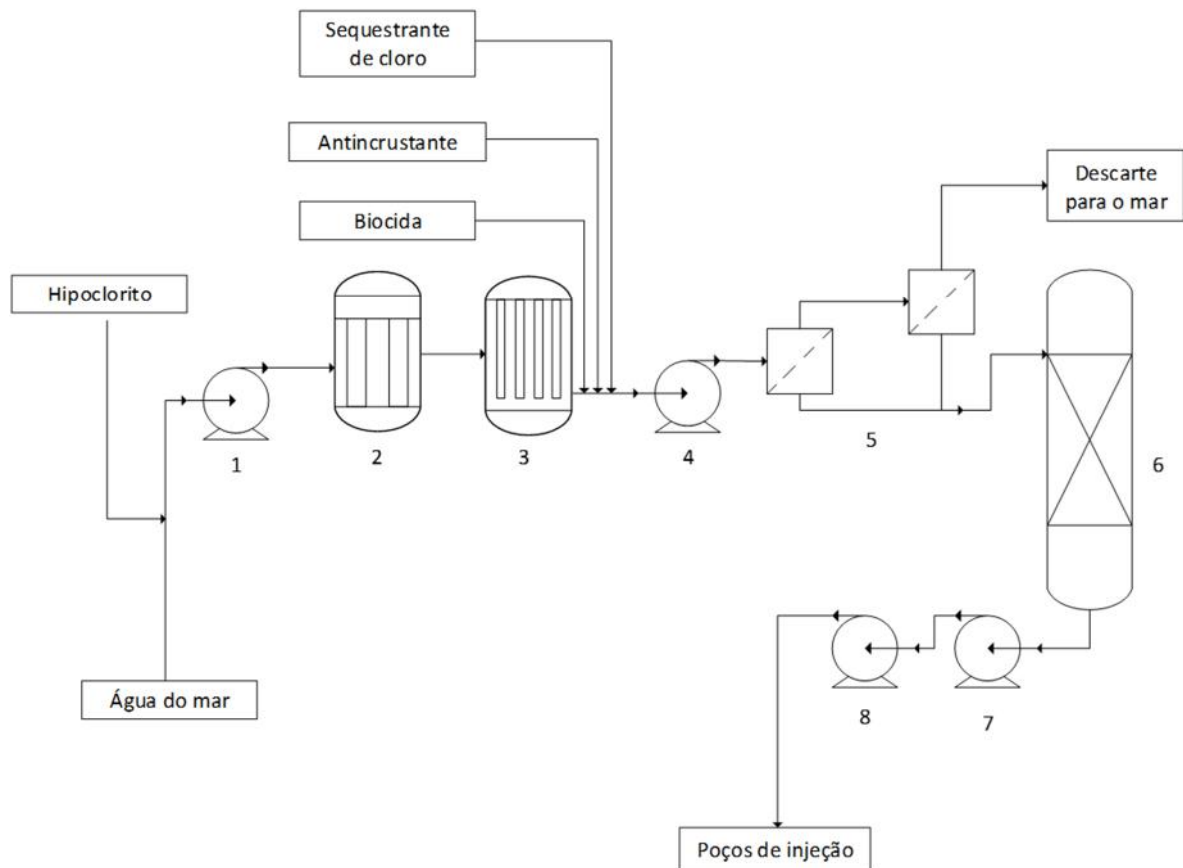 Sequestrante
de cloro
Antincrustante
Biocida
Hipoclorito
Descarte
para o mar
1
2
3
4
5
6
Água do mar
8
7
Poços de injeção